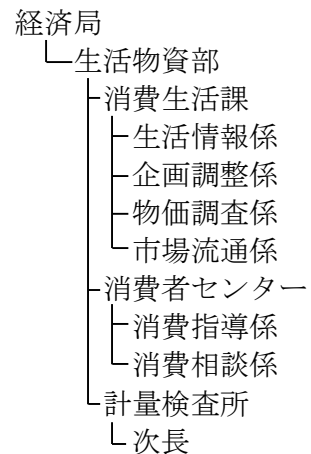 経済局
生活物資部
消費生活課
生活情報係
企画調整係
物価調査係
市場流通係
消費者センター
消費指導係
消費相談係
計量検査所
次長